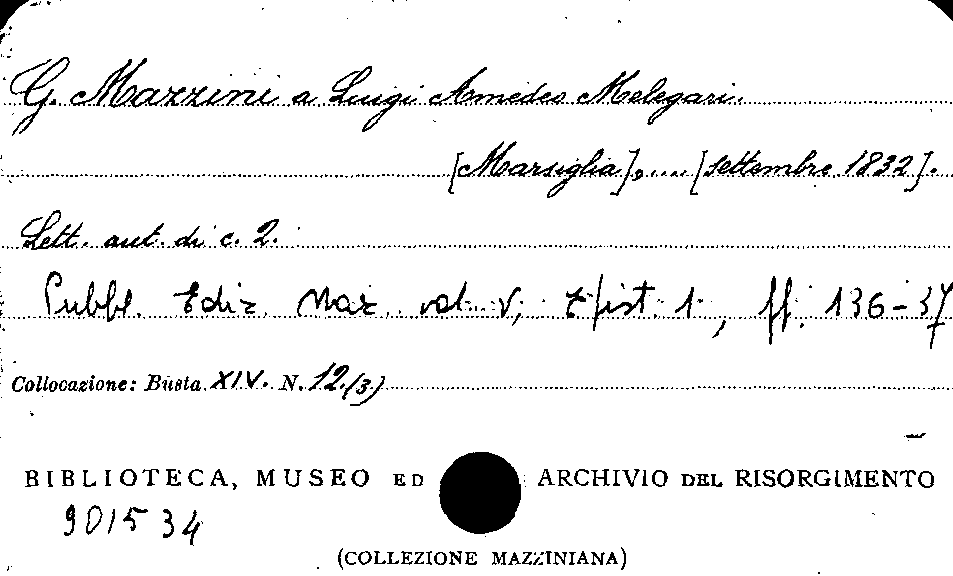 G. Mazzini a Luigi Amedeo Melegari.
[Marsiglia], .... [settembre 1832].
Lett. aut. di c. 2.
Pubbl. Ediz. Naz. vol. V, Epist. 1, ff. 136-37
Collocazione: Busta XIV. N. 12.(3)
BIBLIOTECA, MUSEO ED ARCHIVIO DEL RISORGIMENTO
901534
(COLLEZIONE MAZZINIANA)